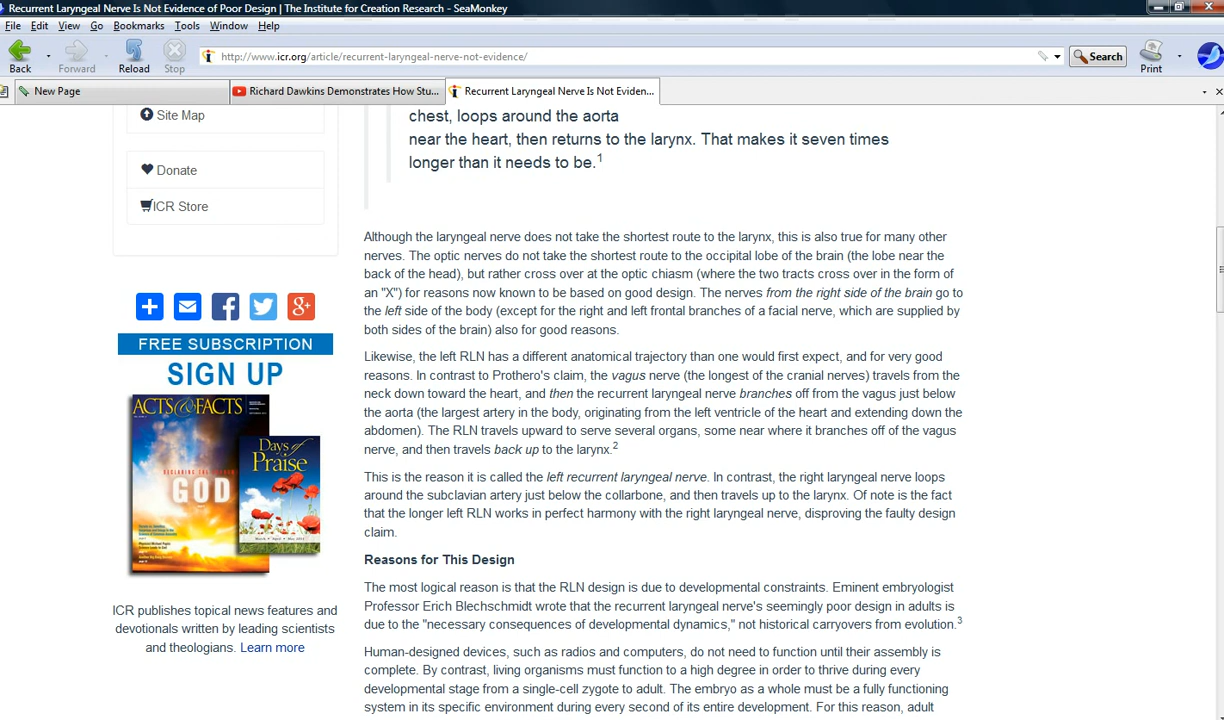 Recurrent Laryngeal Nerve Is Not Evidence of Poor Design | The Institute for Creation Research - SeaMonkey
File Edit View Go Bookmarks Tools Window Help
Back Forward Reload Stop http://www.icr.org/article/recurrent-laryngeal-nerve-not-evidence/ Search Print
New Page Richard Dawkins Demonstrates How Stu... Recurrent Laryngeal Nerve Is Not Eviden...
Site Map
Donate
ICR Store
FREE SUBSCRIPTION
SIGN UP
ACTS & FACTS
GOD
Days of
Praise
ICR publishes topical news features and
devotionals written by leading scientists
and theologians. Learn more
chest, loops around the aorta
near the heart, then returns to the larynx. That makes it seven times
longer than it needs to be.1
Although the laryngeal nerve does not take the shortest route to the larynx, this is also true for many other
nerves. The optic nerves do not take the shortest route to the occipital lobe of the brain (the lobe near the
back of the head), but rather cross over at the optic chiasm (where the two tracts cross over in the form of
an "X") for reasons now known to be based on good design. The nerves from the right side of the brain go to
the left side of the body (except for the right and left frontal branches of a facial nerve, which are supplied by
both sides of the brain) also for good reasons.
Likewise, the left RLN has a different anatomical trajectory than one would first expect, and for very good
reasons. In contrast to Prothero's claim, the vagus nerve (the longest of the cranial nerves) travels from the
neck down toward the heart, and then the recurrent laryngeal nerve branches off from the vagus just below
the aorta (the largest artery in the body, originating from the left ventricle of the heart and extending down the
abdomen). The RLN travels upward to serve several organs, some near where it branches off of the vagus
nerve, and then travels back up to the larynx.2
This is the reason it is called the left recurrent laryngeal nerve. In contrast, the right laryngeal nerve loops
around the subclavian artery just below the collarbone, and then travels up to the larynx. Of note is the fact
that the longer left RLN works in perfect harmony with the right laryngeal nerve, disproving the faulty design
claim.
Reasons for This Design
The most logical reason is that the RLN design is due to developmental constraints. Eminent embryologist
Professor Erich Blechschmidt wrote that the recurrent laryngeal nerve's seemingly poor design in adults is
due to the "necessary consequences of developmental dynamics," not historical carryovers from evolution.3
Human-designed devices, such as radios and computers, do not need to function until their assembly is
complete. By contrast, living organisms must function to a high degree in order to thrive during every
developmental stage from a single-cell zygote to adult. The embryo as a whole must be a fully functioning
system in its specific environment during every second of its entire development. For this reason, adult